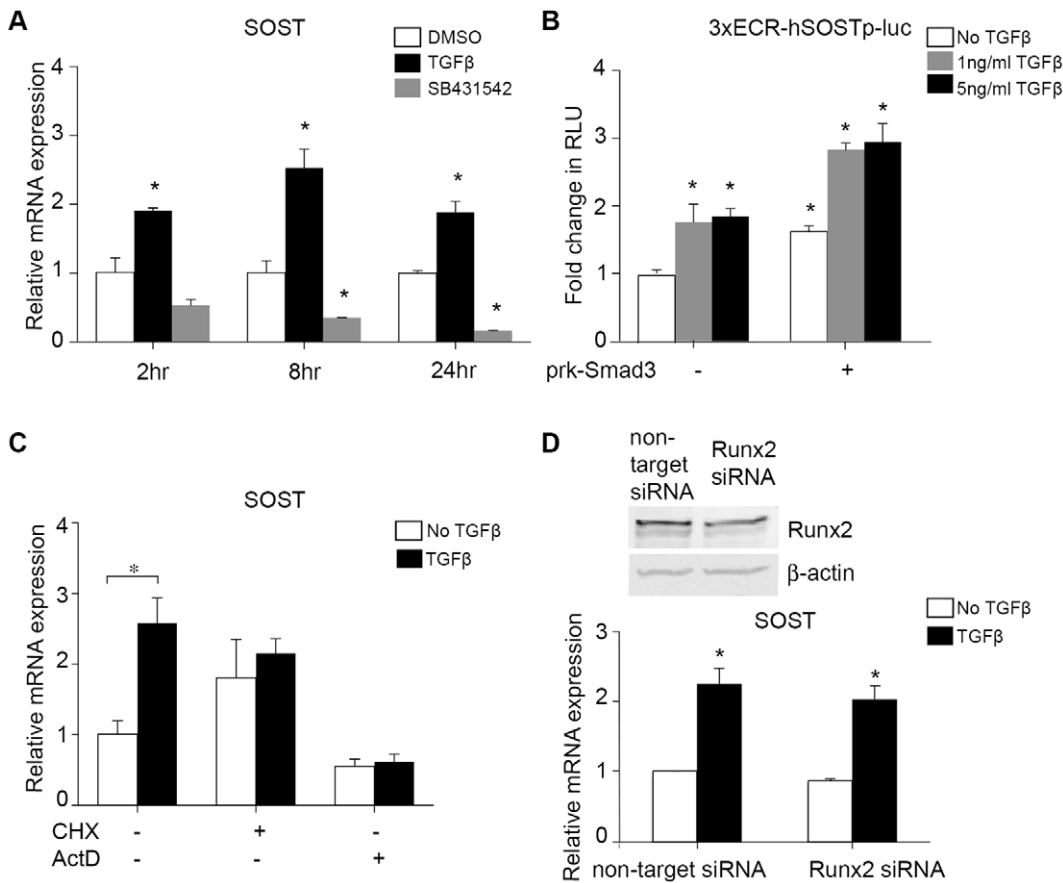 A
SOST
DMSO
TGFβ
SB431542
Relative mRNA expression
4
3
2
1
0
2hr 8hr 24hr
B
3xECR-hSOSTp-luc
No TGFβ
1ng/ml TGFβ
5ng/ml TGFβ
Fold change in RLU
4
3
2
1
0
* * * * *
* * * * *
prk-Smad3 - +
C
SOST
No TGFβ
TGFβ
Relative mRNA expression
4
3
2
1
0
*
CHX - + -
ActD - - +
D
non-
target
siRNA
Runx2
siRNA
Runx2
β-actin
No TGFβ
TGFβ
SOST
Relative mRNA expression
3
2
1
0
* *
non-target siRNA Runx2 siRNA